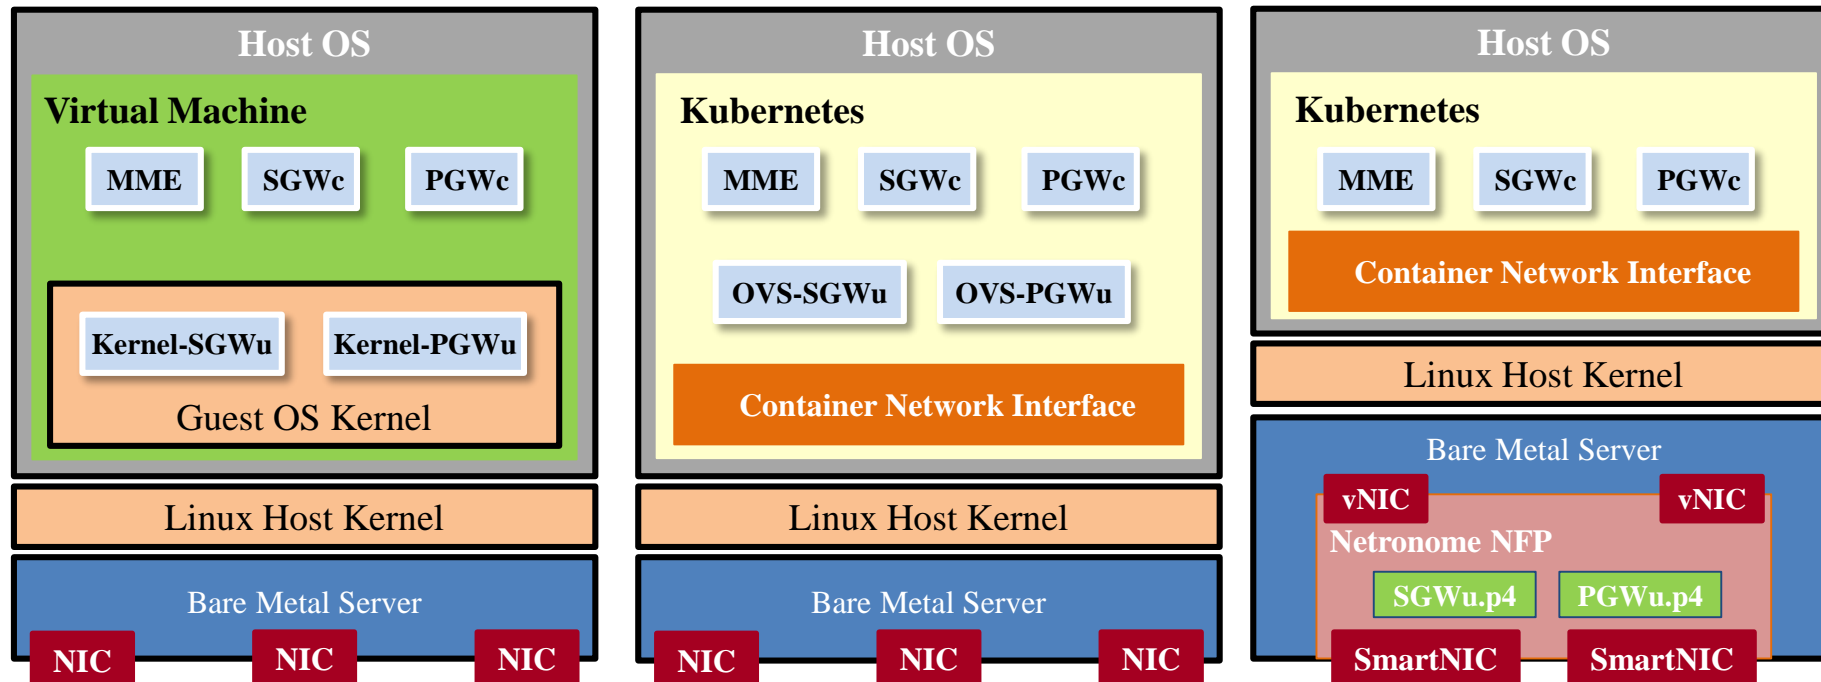 Host OS
Virtual Machine
MME
SGWc
PGWc
Kernel-SGWu
Kernel-PGWu
Guest OS Kernel
Linux Host Kernel
Bare Metal Server
NIC
NIC
NIC
Host OS
Kubernetes
MME
SGWc
PGWc
OVS-SGWu
OVS-PGWu
Container Network Interface
Linux Host Kernel
Bare Metal Server
NIC
NIC
NIC
Host OS
Kubernetes
MME
SGWc
PGWc
Container Network Interface
Linux Host Kernel
Bare Metal Server
vNIC
vNIC
Netronome NFP
SGWu.p4
PGWu.p4
SmartNIC
SmartNIC